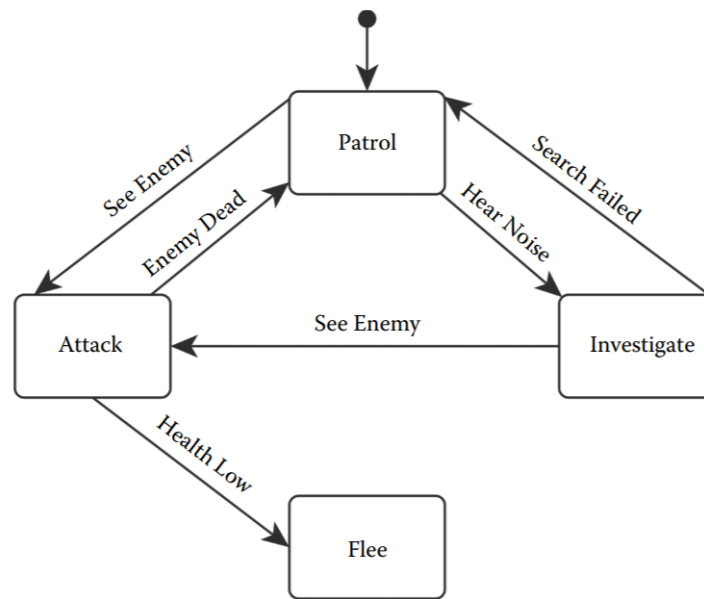 Patrol
See Enemy
Enemy Dead
Hear Noise
Search Failed
Attack
See Enemy
Investigate
Health Low
Flee